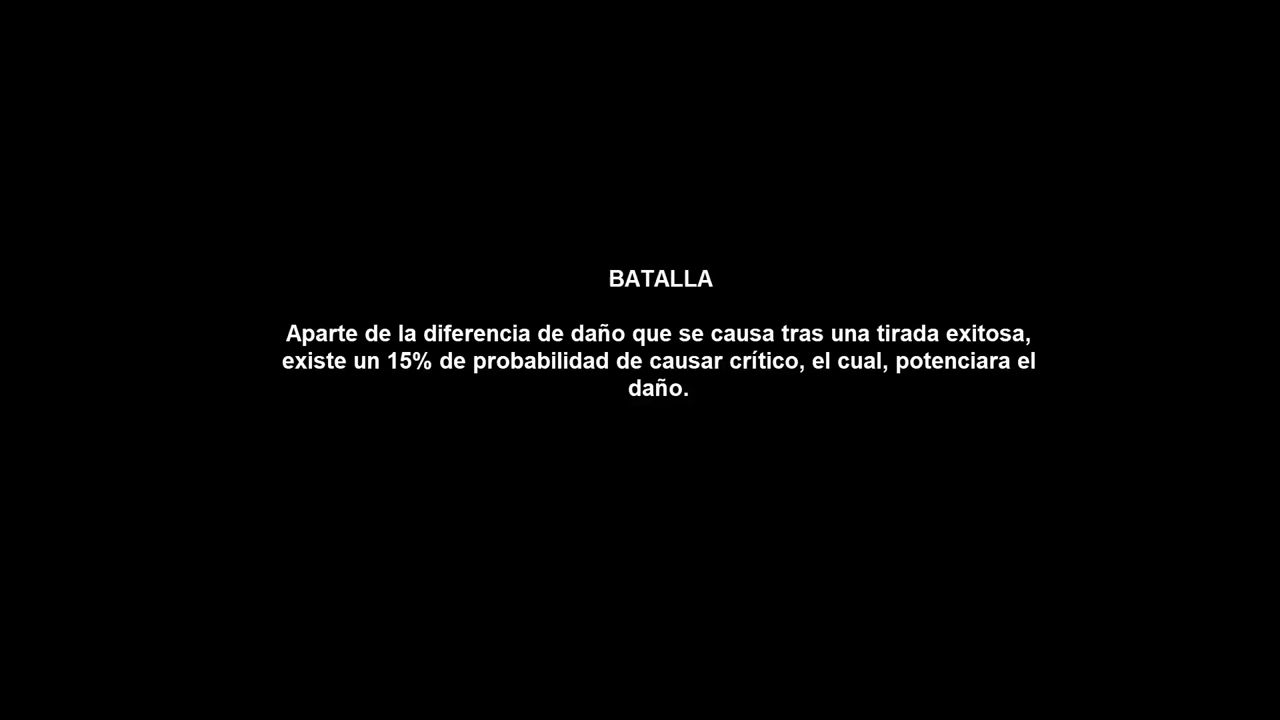 BATALLA
Aparte de la diferencia de daño que se causa tras una tirada exitosa,
existe un 15% de probabilidad de causar crítico, el cual, potenciara el
daño.